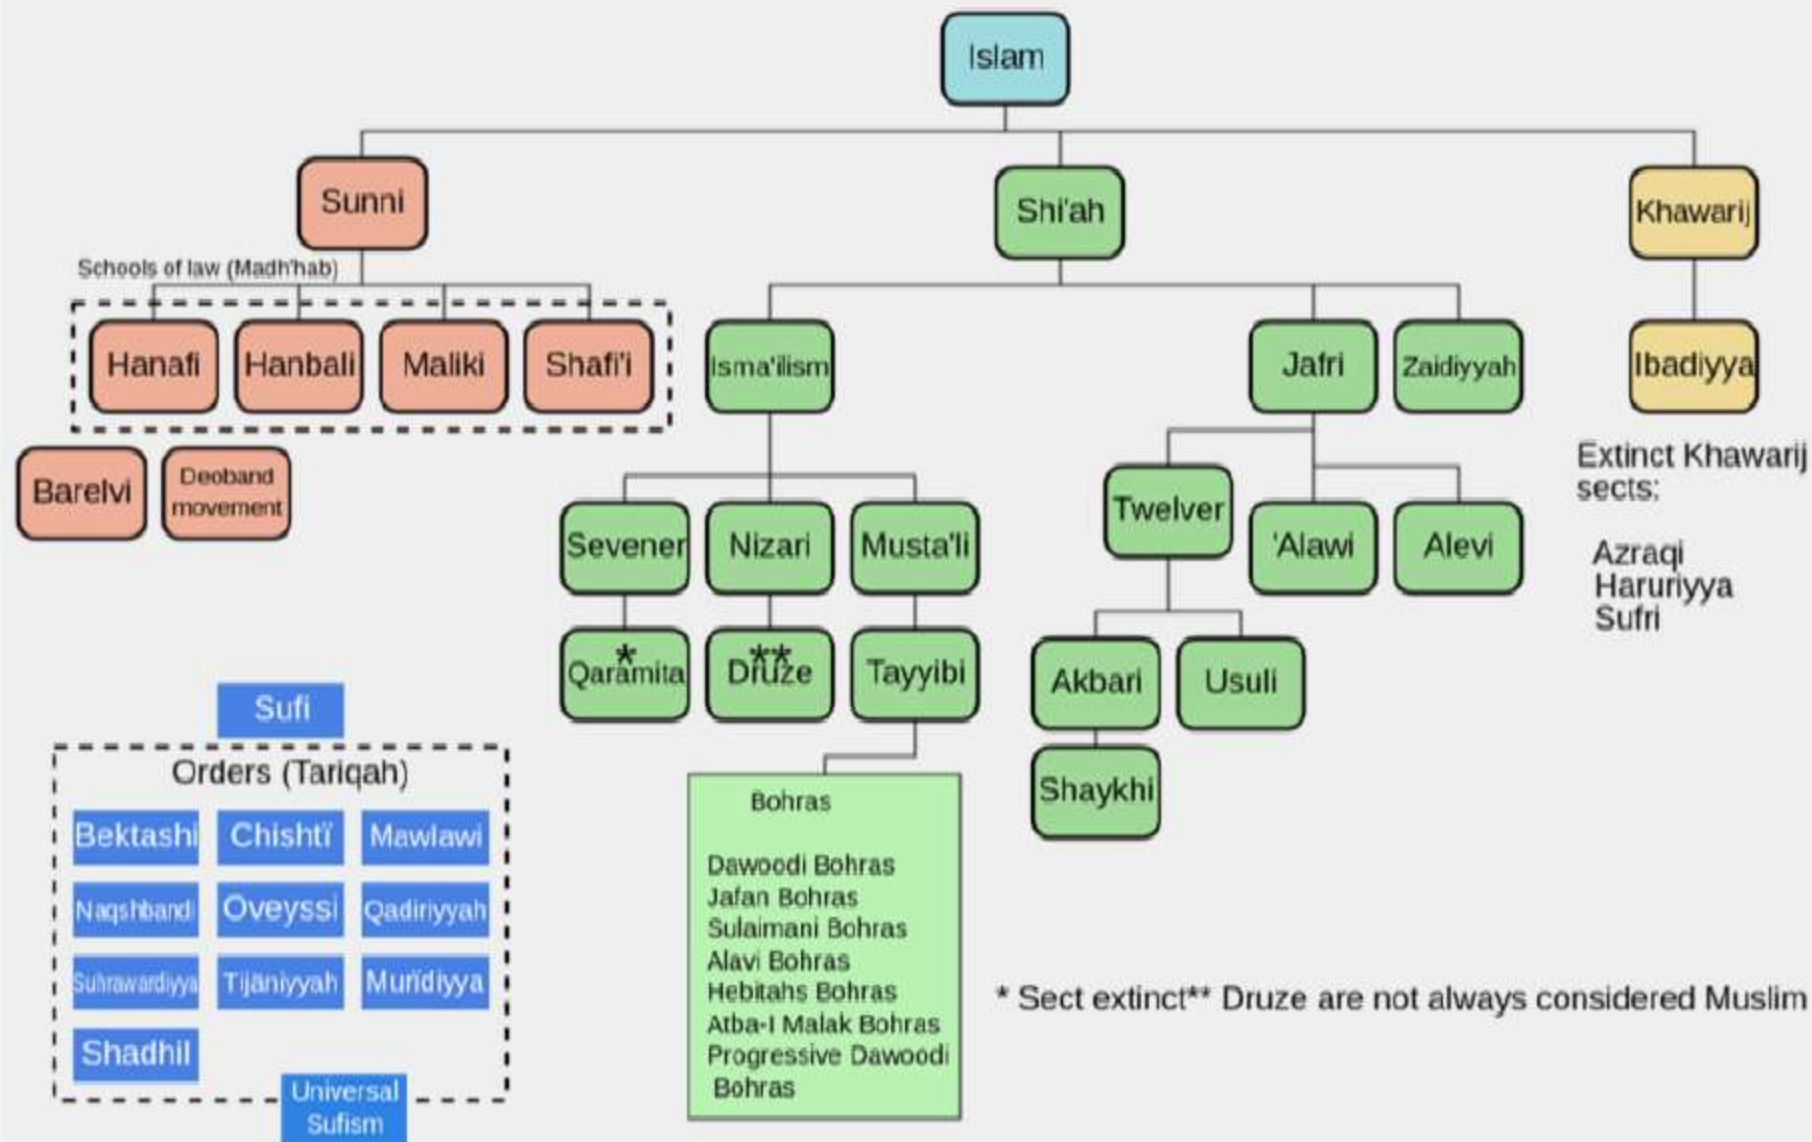 Islam
Sunni
Shi'ah
Khawarij
Schools of law (Madh'hab)
Hanafi
Hanbali
Maliki
Shafi'i
Isma'ilism
Jafri
Zaidiyyah
Ibadiyya
Barelvi
Deoband
movement
Extinct Khawarij
sects:
Azraqi
Haruriyya
Sufri
Sevener
Nizari
Musta'li
Twelver
'Alawi
Alevi
*
Qaramita
**
Druze
Tayyibi
Akbari
Usuli
Shaykhi
Sufi
Orders (Tariqah)
Bektashi
Chishtï
Mawlawi
Naqshbandi
Oveyssi
Qadiriyyah
Suhrawardiyya
Tijäniyyah
Murïdiyya
Shadhil
Universal
Sufism
Bohras
Dawoodi Bohras
Jafan Bohras
Sulaimani Bohras
Alavi Bohras
Hebitahs Bohras
Atba-I Malak Bohras
Progressive Dawoodi
Bohras
* Sect extinct** Druze are not always considered Muslim